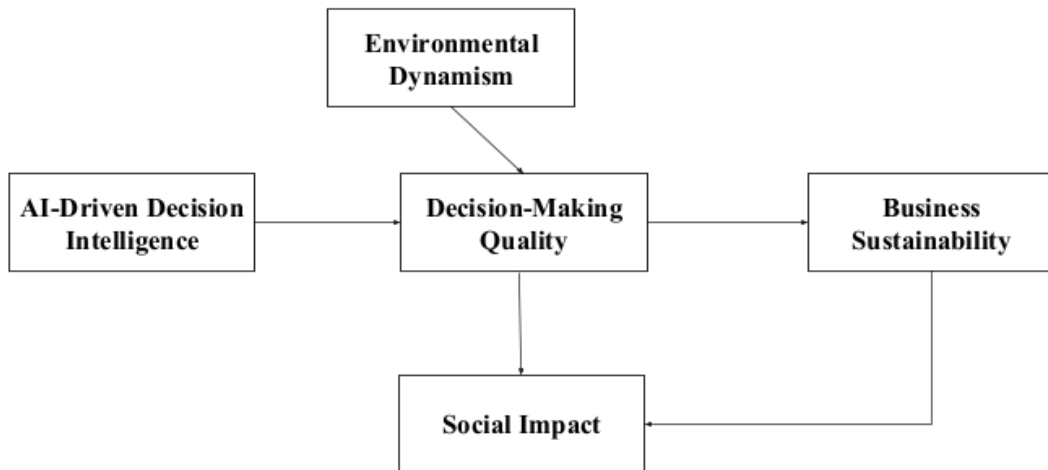 Environmental
Dynamism
AI-Driven Decision
Intelligence
Decision-Making
Quality
Business
Sustainability
Social Impact